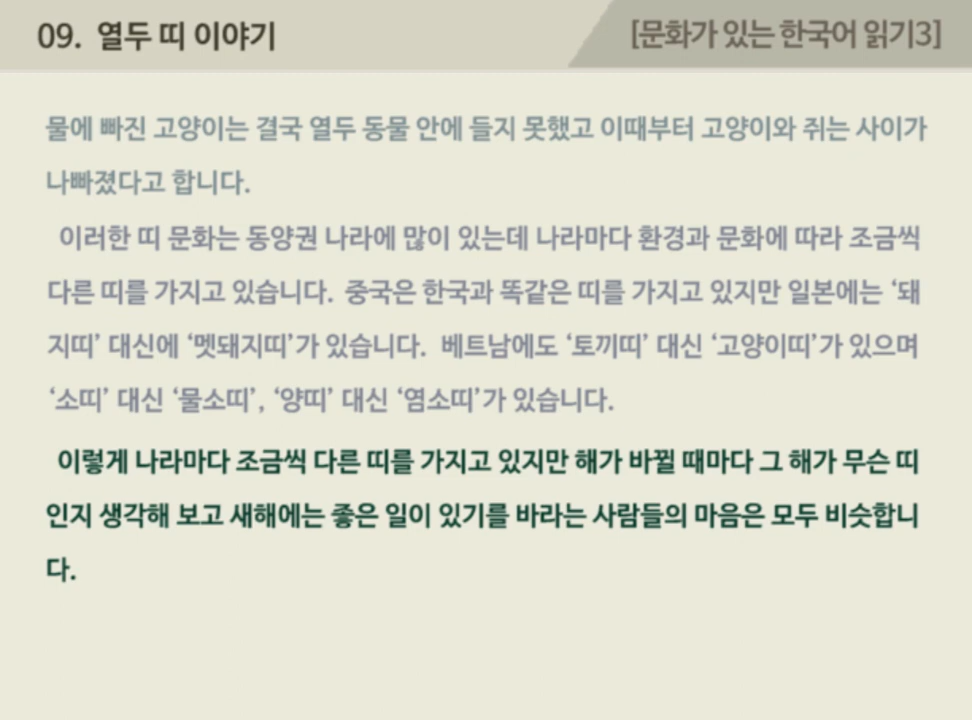 09. 열두 띠 이야기
[문화가 있는 한국어 읽기3]
물에 빠진 고양이는 결국 열두 동물 안에 들지 못했고 이때부터 고양이와 쥐는 사이가
나빠졌다고 합니다.
이러한 띠 문화는 동양권 나라에 많이 있는데 나라마다 환경과 문화에 따라 조금씩
다른 띠를 가지고 있습니다. 중국은 한국과 똑같은 띠를 가지고 있지만 일본에는 ‘돼
지띠’ 대신에 ‘멧돼지띠’가 있습니다. 베트남에도 ‘토끼띠’ 대신 ‘고양이띠’가 있으며
‘소띠’ 대신 ‘물소띠’, ‘양띠’ 대신 ‘염소띠’가 있습니다.
이렇게 나라마다 조금씩 다른 띠를 가지고 있지만 해가 바뀔 때마다 그 해가 무슨 띠
인지 생각해 보고 새해에는 좋은 일이 있기를 바라는 사람들의 마음은 모두 비슷합니
다.